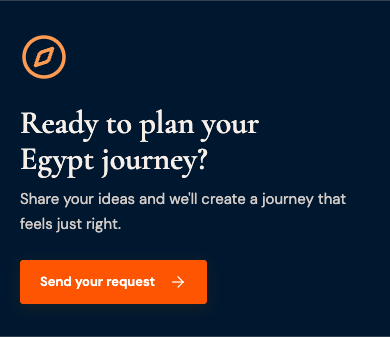 Ready to plan your
Egypt journey?
Share your ideas and we'll create a journey that
feels just right.
Send your request